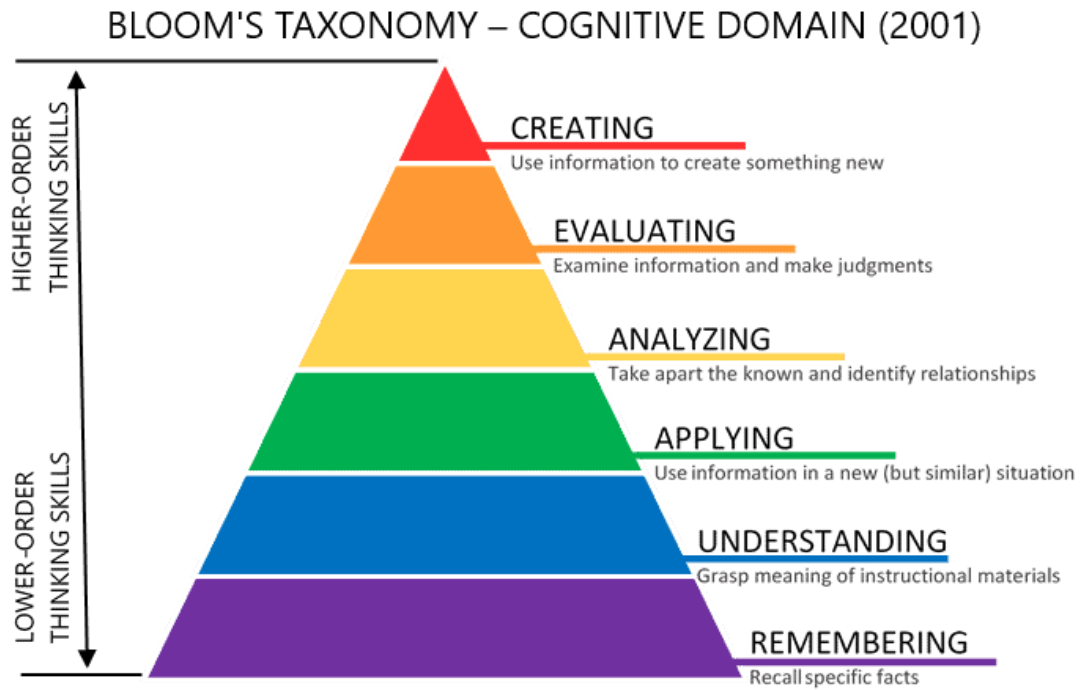 BLOOM'S TAXONOMY – COGNITIVE DOMAIN (2001)
HIGHER-ORDER
THINKING SKILLS
LOWER-ORDER
THINKING SKILLS
CREATING
Use information to create something new
EVALUATING
Examine information and make judgments
ANALYZING
Take apart the known and identify relationships
APPLYING
Use information in a new (but similar) situation
UNDERSTANDING
Grasp meaning of instructional materials
REMEMBERING
Recall specific facts